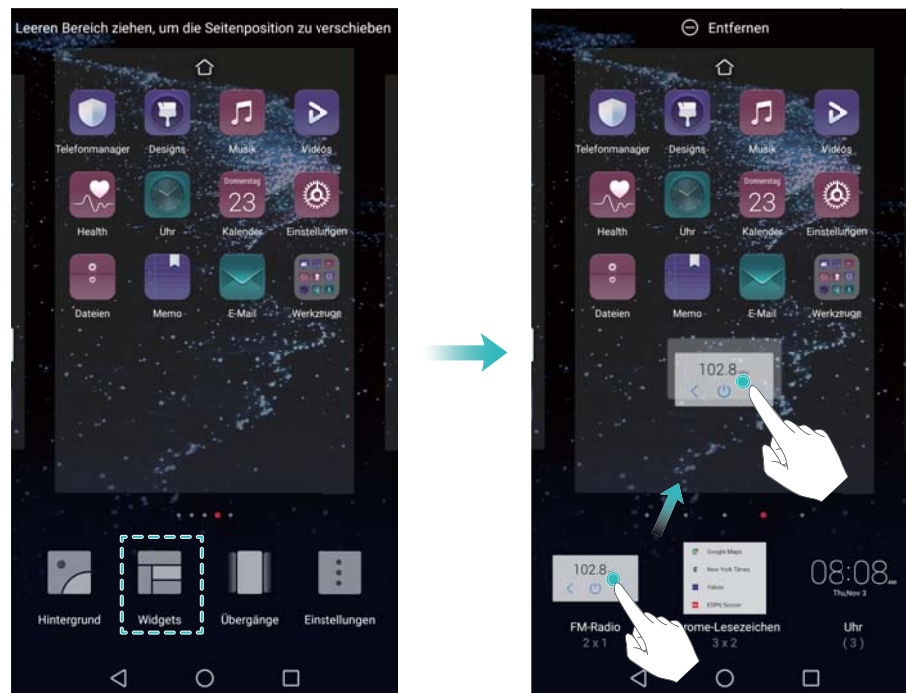 Leeren Bereich ziehen, um die Seitenposition zu verschieben
Telefonmanager Designs Musik Videos
Donnerstag
23
Health Uhr Kalender Einstellungen
Dateien Memo E-Mail Werkzeuge
Hintergrund Widgets Übergänge Einstellungen
Entfernen
Telefonmanager Designs Musik Videos
Donnerstag
23
Health Uhr Kalender Einstellungen
Dateien Memo E-Mail Werkzeuge
102.8
102.8
Google Maps
New York Times
Yahoo
ESPN Soccer
08:08
Thu,Nov 3
FM-Radio rome-Lesezeichen Uhr
2 x 1 3 x 2 (3)